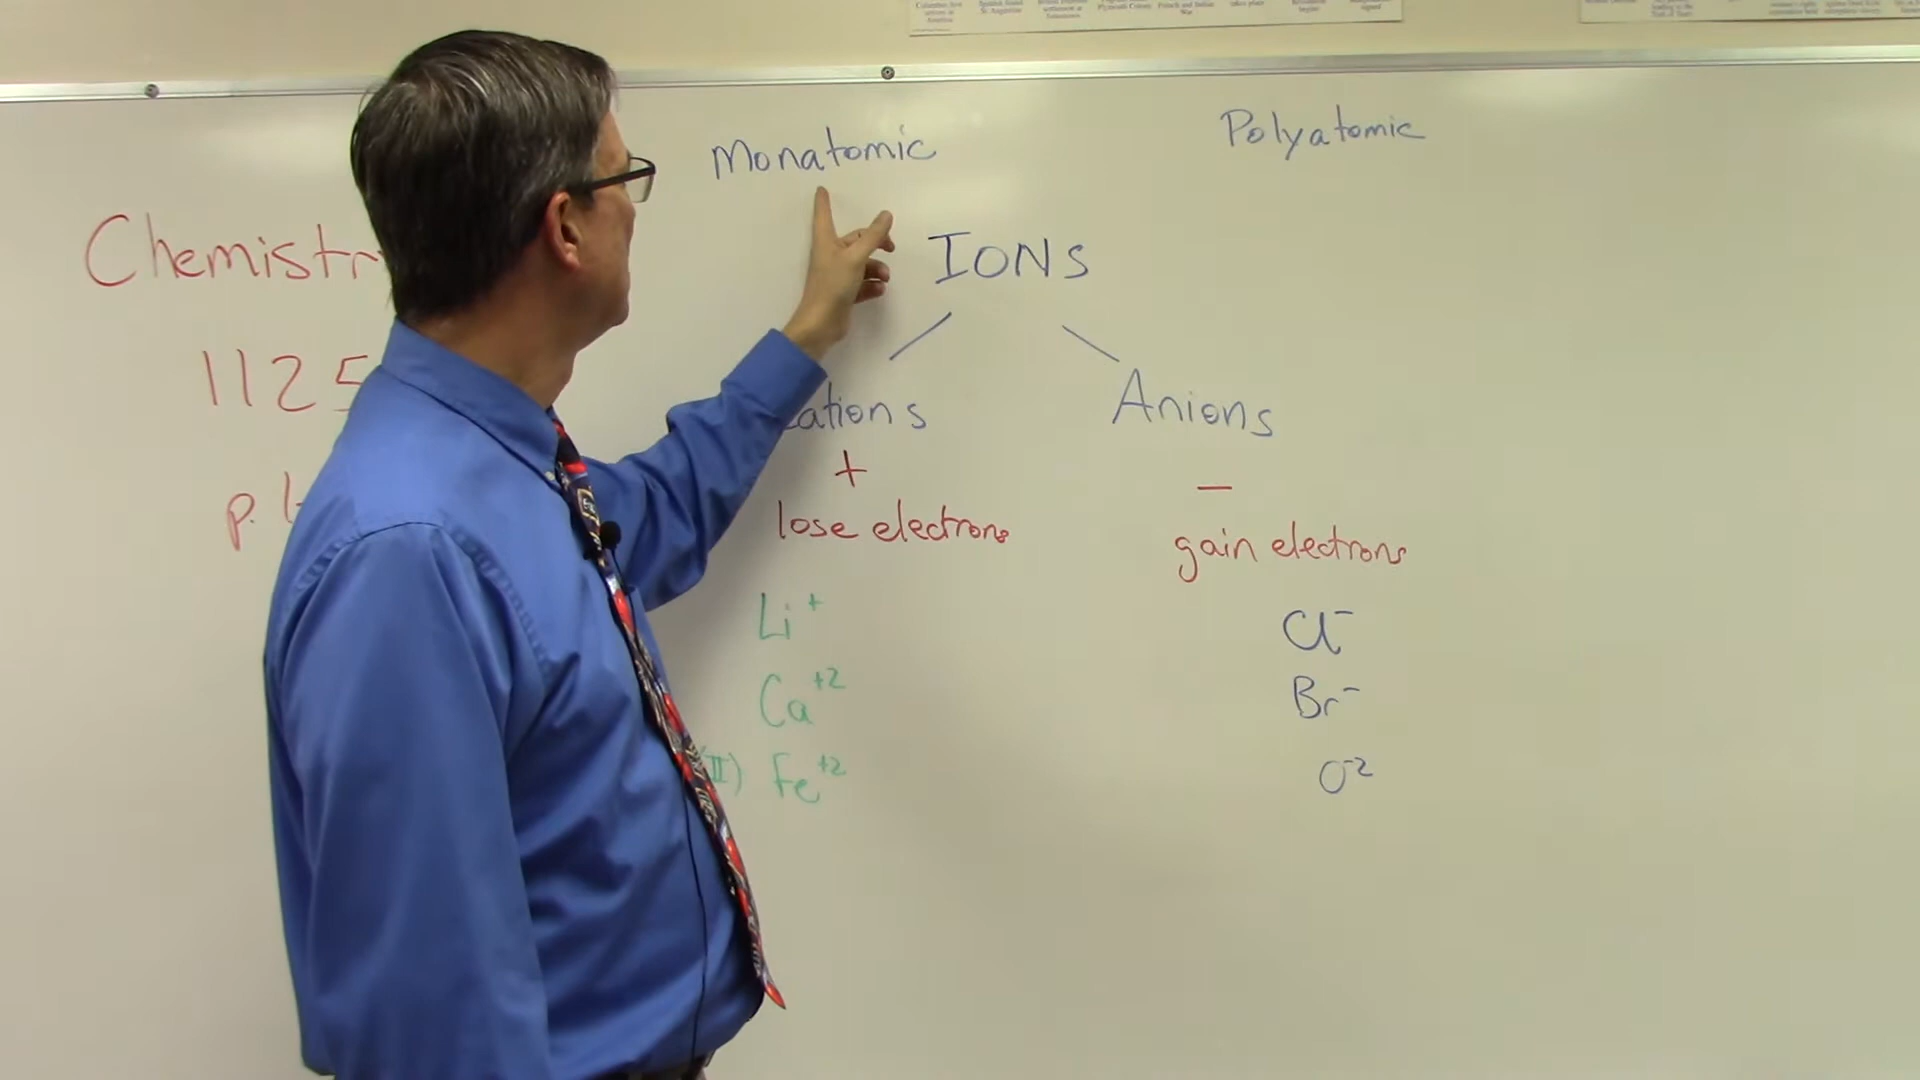 Monatomic
Polyatomic
Chemistr
IONs
1125
cations
Anions
+
−
p.
lose electrons
gain electrons
Li+
Cl−
Ca+2
Br−
(II) Fe+2
O−2